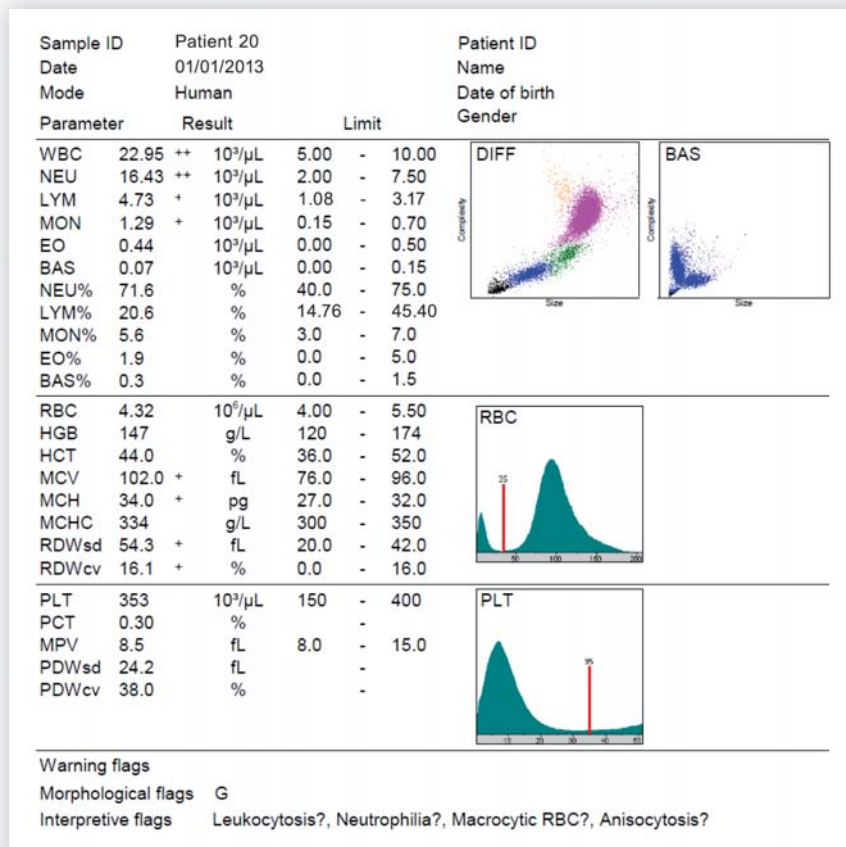 Sample ID Patient 20 Patient ID
Date 01/01/2013 Name
Mode Human Date of birth
Gender
Parameter Result Limit
WBC 22.95 ++ 10³/µL 5.00 - 10.00
NEU 16.43 ++ 10³/µL 2.00 - 7.50
LYM 4.73 + 10³/µL 1.08 - 3.17
MON 1.29 + 10³/µL 0.15 - 0.70
EO 0.44 10³/µL 0.00 - 0.50
BAS 0.07 10³/µL 0.00 - 0.15
NEU% 71.6 % 40.0 - 75.0
LYM% 20.6 % 14.76 - 45.40
MON% 5.6 % 3.0 - 7.0
EO% 1.9 % 0.0 - 5.0
BAS% 0.3 % 0.0 - 1.5
DIFF
Complexity
Size
BAS
Complexity
Size
RBC 4.32 10⁶/µL 4.00 - 5.50
HGB 147 g/L 120 - 174
HCT 44.0 % 36.0 - 52.0
MCV 102.0 + fL 76.0 - 96.0
MCH 34.0 + pg 27.0 - 32.0
MCHC 334 g/L 300 - 350
RDWsd 54.3 + fL 20.0 - 42.0
RDWcv 16.1 + % 0.0 - 16.0
RBC
35
50 100 150 200
PLT 353 10³/µL 150 - 400
PCT 0.30 % -
MPV 8.5 fL 8.0 - 15.0
PDWsd 24.2 fL -
PDWcv 38.0 % -
PLT
35
10 20 30 40 50
Warning flags
Morphological flags G
Interpretive flags Leukocytosis?, Neutrophilia?, Macrocytic RBC?, Anisocytosis?